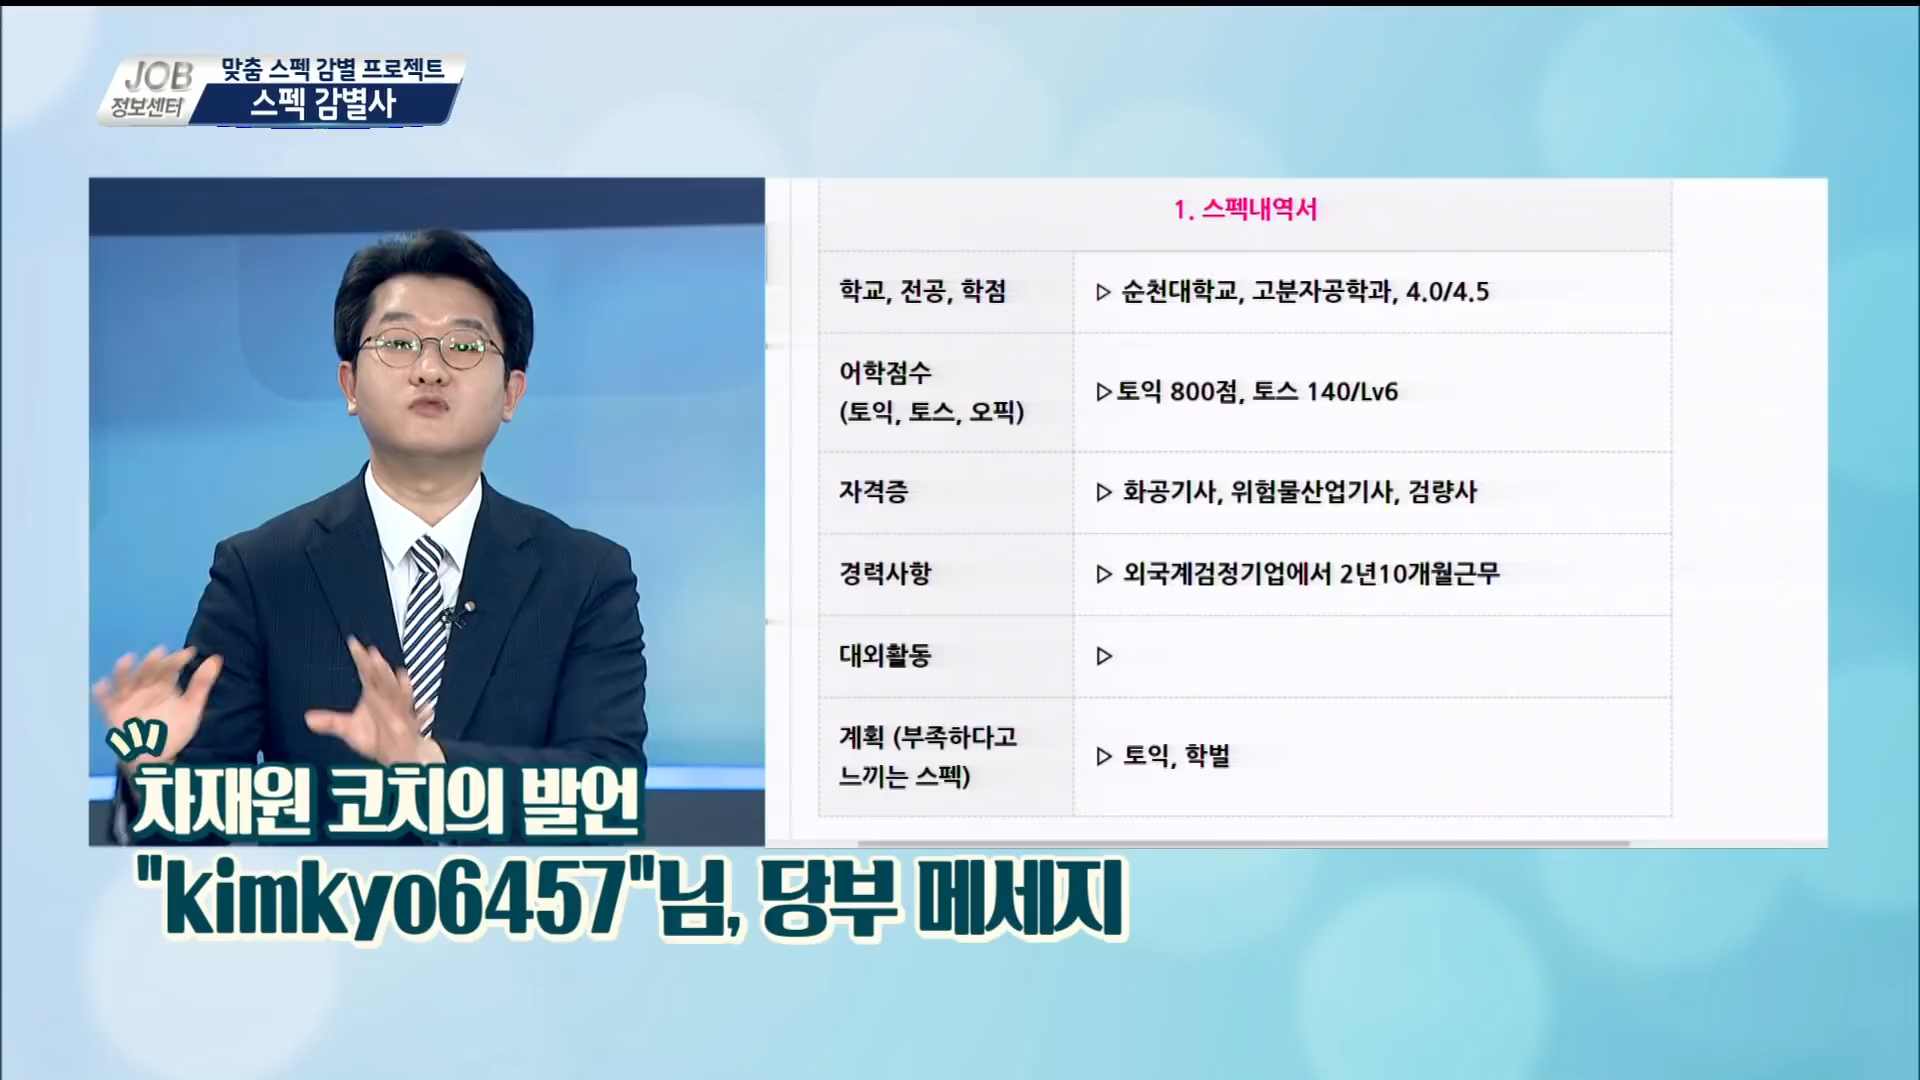 JOB
정보센터
맞춤 스펙 감별 프로젝트
스펙 감별사
1. 스펙내역서
학교, 전공, 학점
▷ 순천대학교, 고분자공학과, 4.0/4.5
어학점수
(토익, 토스, 오픽)
▷토익 800점, 토스 140/Lv6
자격증
▷ 화공기사, 위험물산업기사, 검량사
경력사항
▷ 외국계검정기업에서 2년10개월근무
대외활동
▷
계획 (부족하다고
느끼는 스펙)
▷ 토익, 학벌
차재원 코치의 발언
"kimkyo6457"님, 당부 메세지